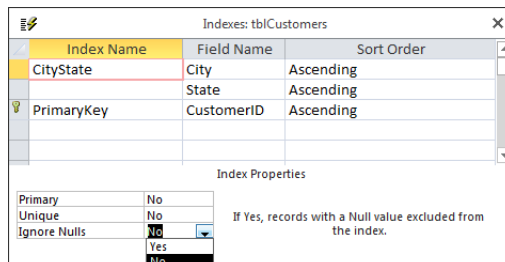 Indexes: tblCustomers
Index Name Field Name Sort Order
CityState City Ascending
State Ascending
PrimaryKey CustomerID Ascending
Index Properties
Primary No
Unique No
Ignore Nulls No
Yes
No
If Yes, records with a Null value excluded from
the index.